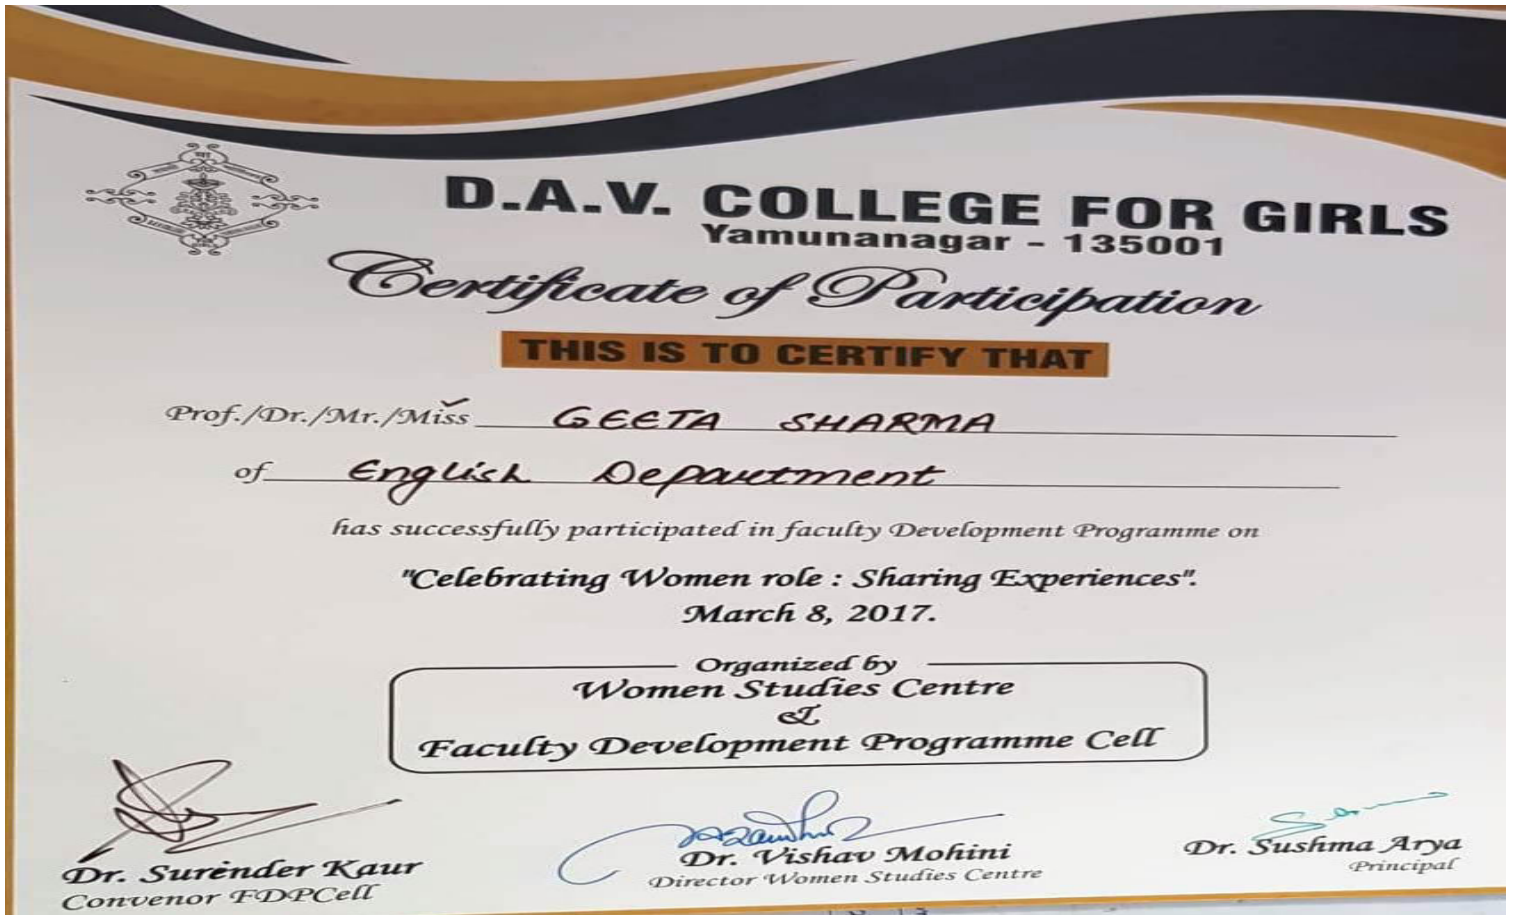 D.A.V. COLLEGE FOR GIRLS
Yamunanagar - 135001
Certificate of Participation
THIS IS TO CERTIFY THAT
Prof./Dr./Mr./Miss GEETA SHARMA
of English Department
has successfully participated in faculty Development Programme on
"Celebrating Women role : Sharing Experiences".
March 8, 2017.
Organized by
Women Studies Centre
&
Faculty Development Programme Cell
Dr. Surender Kaur
Convenor FDPCell
Dr. Vishav Mohini
Director Women Studies Centre
Dr. Sushma Arya
Principal